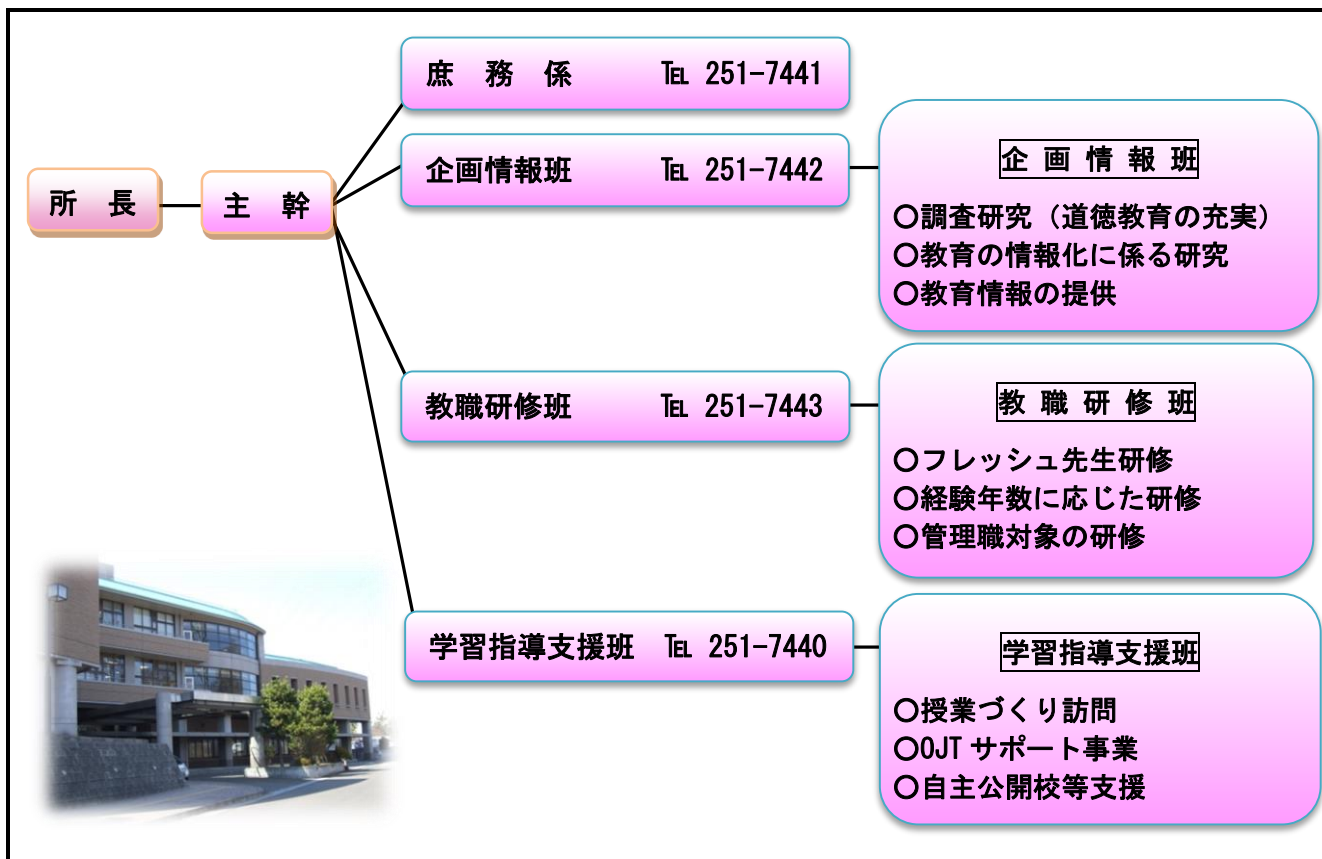 所　長
主　幹
庶　務　係　　　℡ 251-7441
企画情報班　　　℡ 251-7442
企 画 情 報 班
○調査研究（道徳教育の充実）
○教育の情報化に係る研究
○教育情報の提供
教職研修班　　　℡ 251-7443
教 職 研 修 班
○フレッシュ先生研修
○経験年数に応じた研修
○管理職対象の研修
学習指導支援班　℡ 251-7440
学習指導支援班
○授業づくり訪問
○OJT サポート事業
○自主公開校等支援